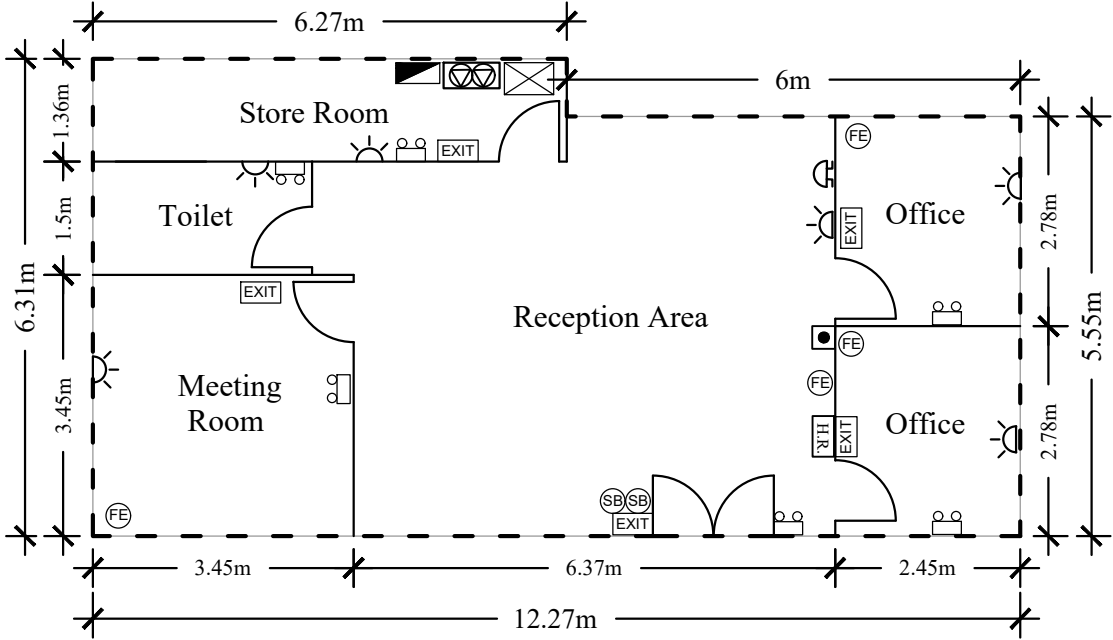 6.27m
6m
1.36m
Store Room
EXIT
FE
1.5m
Toilet
EXIT
Office
2.78m
6.31m
EXIT
Reception Area
5.55m
FE
FE
3.45m
Meeting
Room
H.R.
EXIT
Office
2.78m
FE
SB
SB
EXIT
3.45m
6.37m
2.45m
12.27m